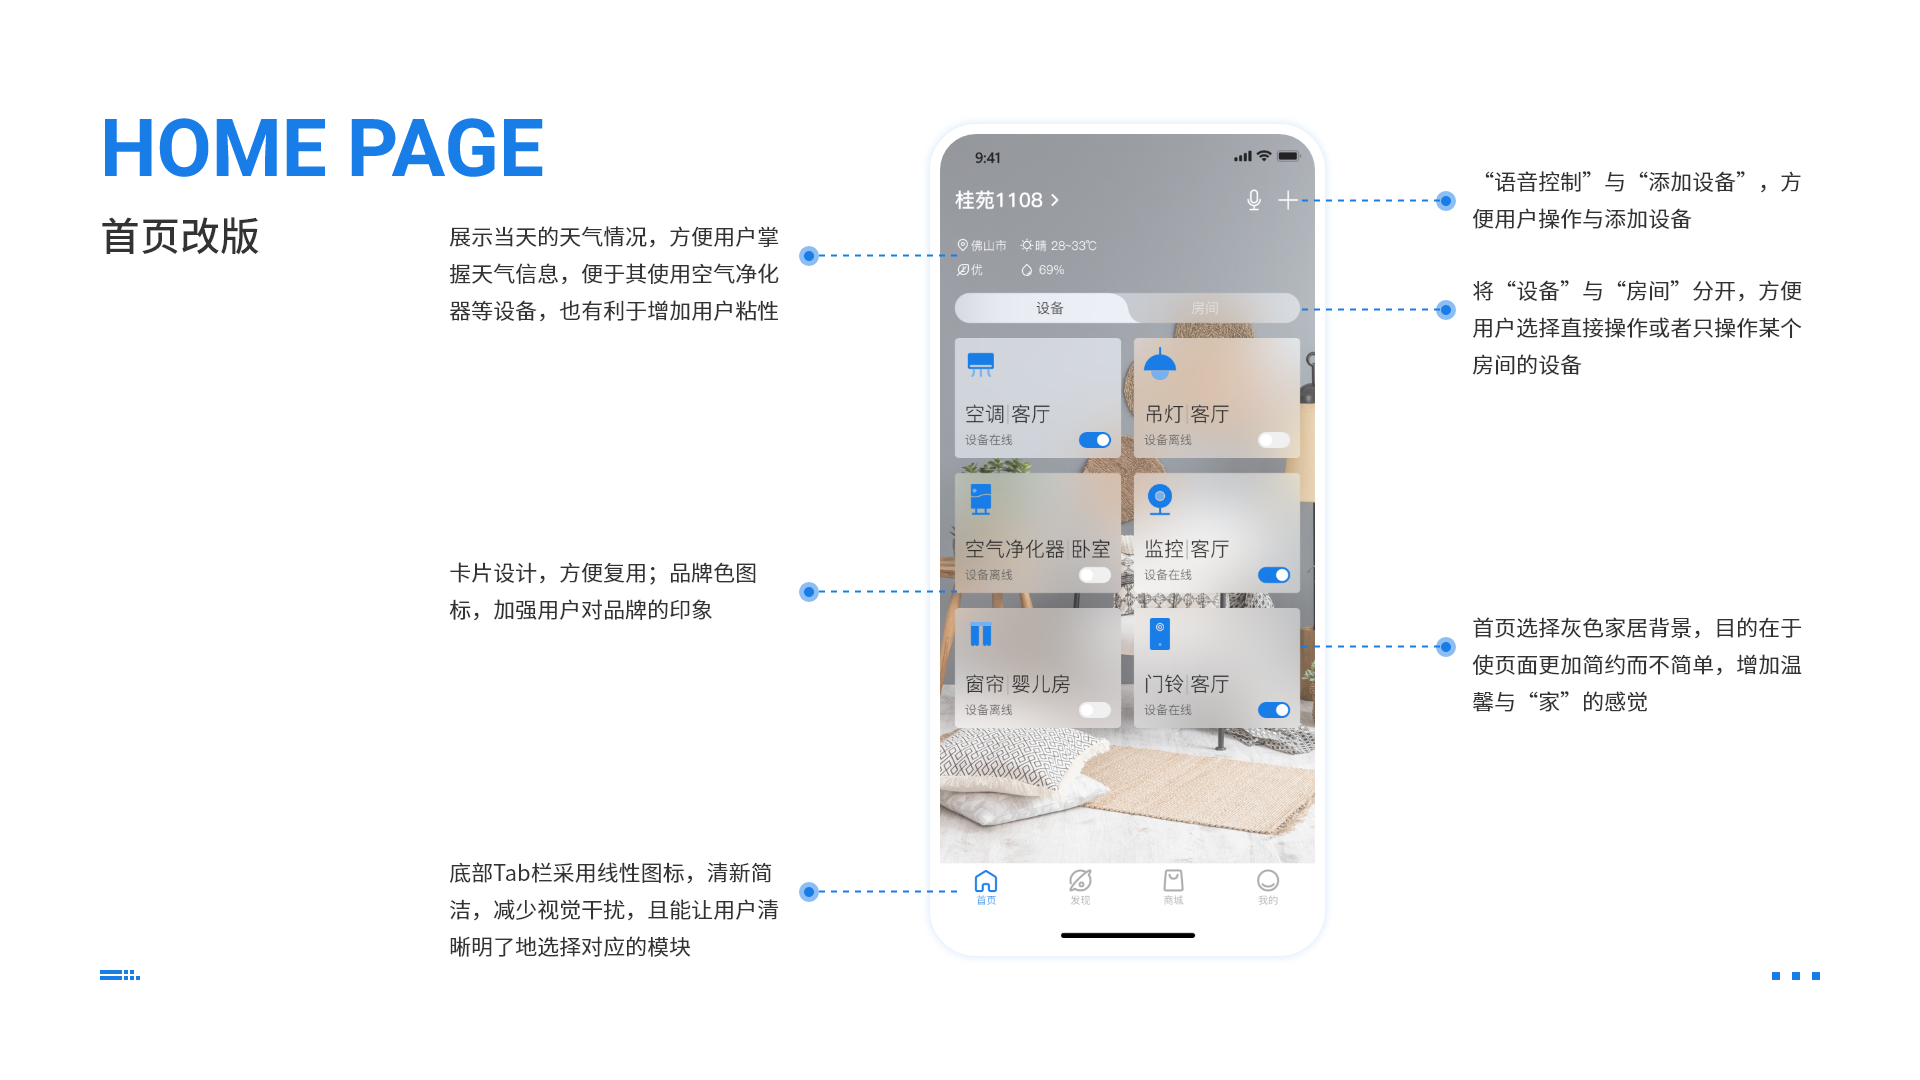 HOME PAGE
首页改版
展示当天的天气情况，方便用户掌
握天气信息，便于其使用空气净化
器等设备，也有利于增加用户粘性
卡片设计，方便复用；品牌色图
标，加强用户对品牌的印象
底部Tab栏采用线性图标，清新简
洁，减少视觉干扰，且能让用户清
晰明了地选择对应的模块
9:41
桂苑1108
佛山市 晴 28~33℃
优 69%
设备 房间
空调|客厅
设备在线
吊灯|客厅
设备离线
空气净化器|卧室
设备离线
监控|客厅
设备在线
窗帘|婴儿房
设备离线
门铃|客厅
设备在线
首页 发现 商城 我的
“语音控制”与“添加设备”，方
便用户操作与添加设备
将“设备”与“房间”分开，方便
用户选择直接操作或者只操作某个
房间的设备
首页选择灰色家居背景，目的在于
使页面更加简约而不简单，增加温
馨与“家”的感觉